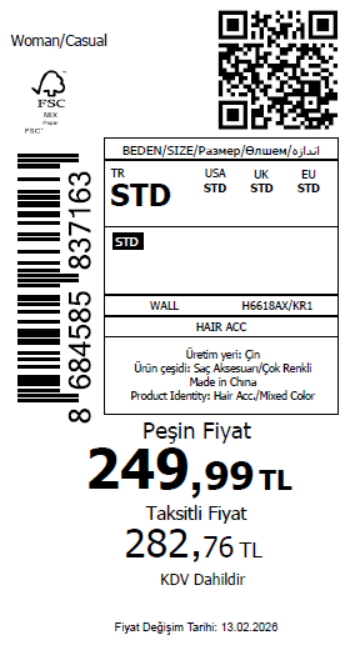 Woman/Casual
FSC
MIX
Paper
FSC™
8 684585 837163
BEDEN/SIZE/Размер/Өлшем/اندازه
TR USA UK EU
STD STD STD STD
STD
WALL H6618AX/KR1
HAIR ACC
Üretim yeri: Çin
Ürün çeşidi: Saç Aksesuarı/Çok Renkli
Made in China
Product Identity: Hair Acc./Mixed Color
Peşin Fiyat
249,99 TL
Taksitli Fiyat
282,76 TL
KDV Dahildir
Fiyat Değişim Tarihi: 13.02.2026